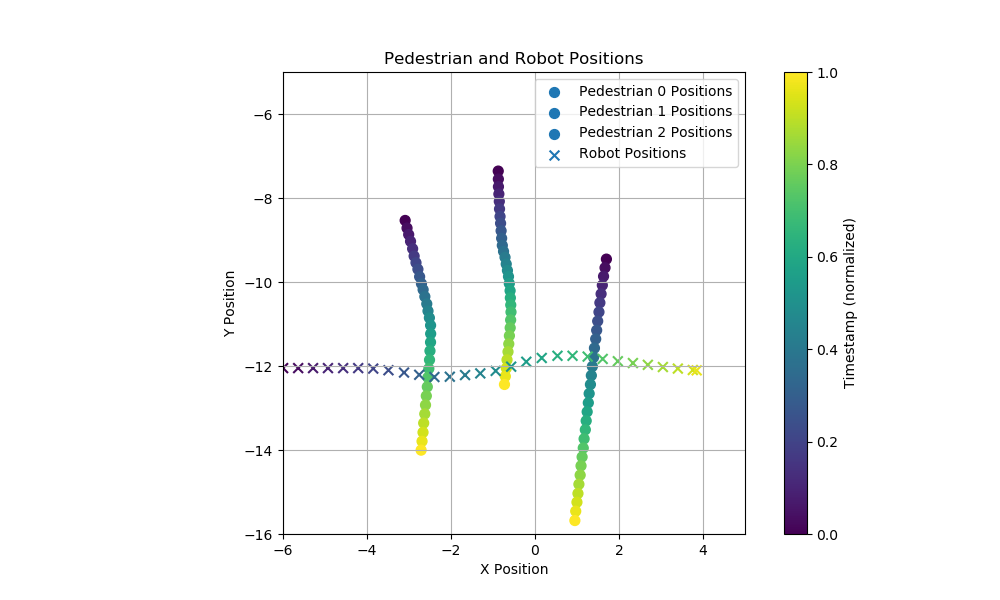 Pedestrian and Robot Positions
Pedestrian 0 Positions
Pedestrian 1 Positions
Pedestrian 2 Positions
Robot Positions
Y Position
−6
−8
−10
−12
−14
−16
−6
−4
−2
0
2
4
X Position
1.0
0.8
0.6
0.4
0.2
0.0
Timestamp (normalized)